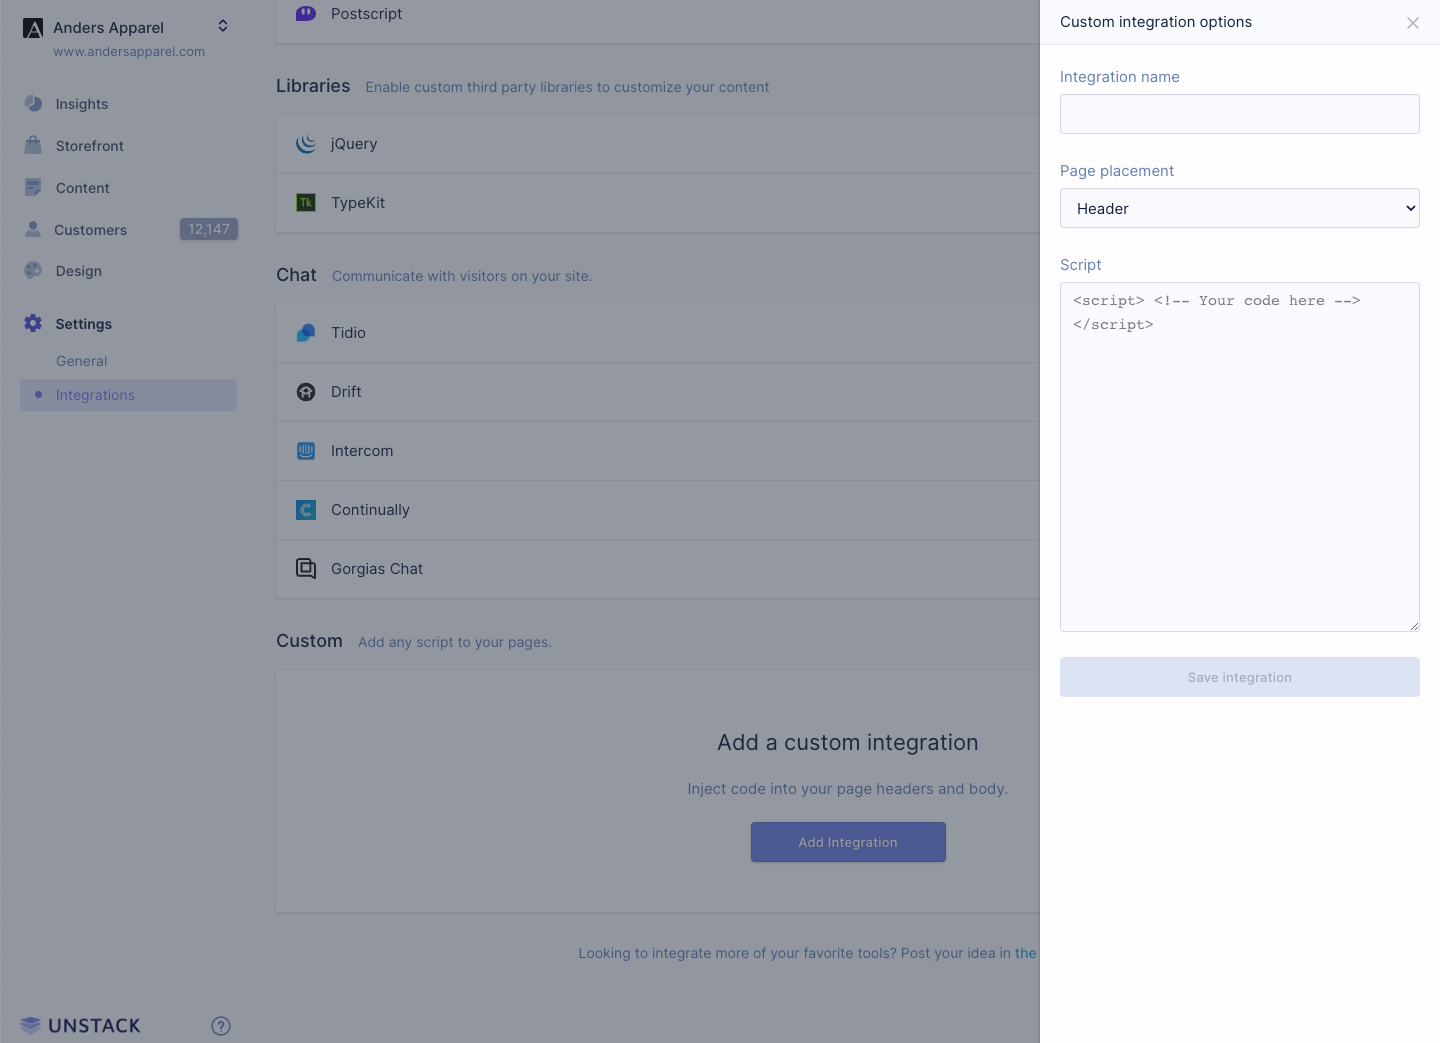 Anders Apparel
www.andersapparel.com
Insights
Storefront
Content
Customers
12,147
Design
Settings
General
Integrations
UNSTACK
?
Postscript
Libraries Enable custom third party libraries to customize your content
jQuery
Tk TypeKit
Chat Communicate with visitors on your site.
Tidio
Drift
Intercom
Continually
Gorgias Chat
Custom Add any script to your pages.
Add a custom integration
Inject code into your page headers and body.
Add Integration
Looking to integrate more of your favorite tools? Post your idea in the
Custom integration options
Integration name
Page placement
Header
Script
<script> <!-- Your code here -->
</script>
Save integration